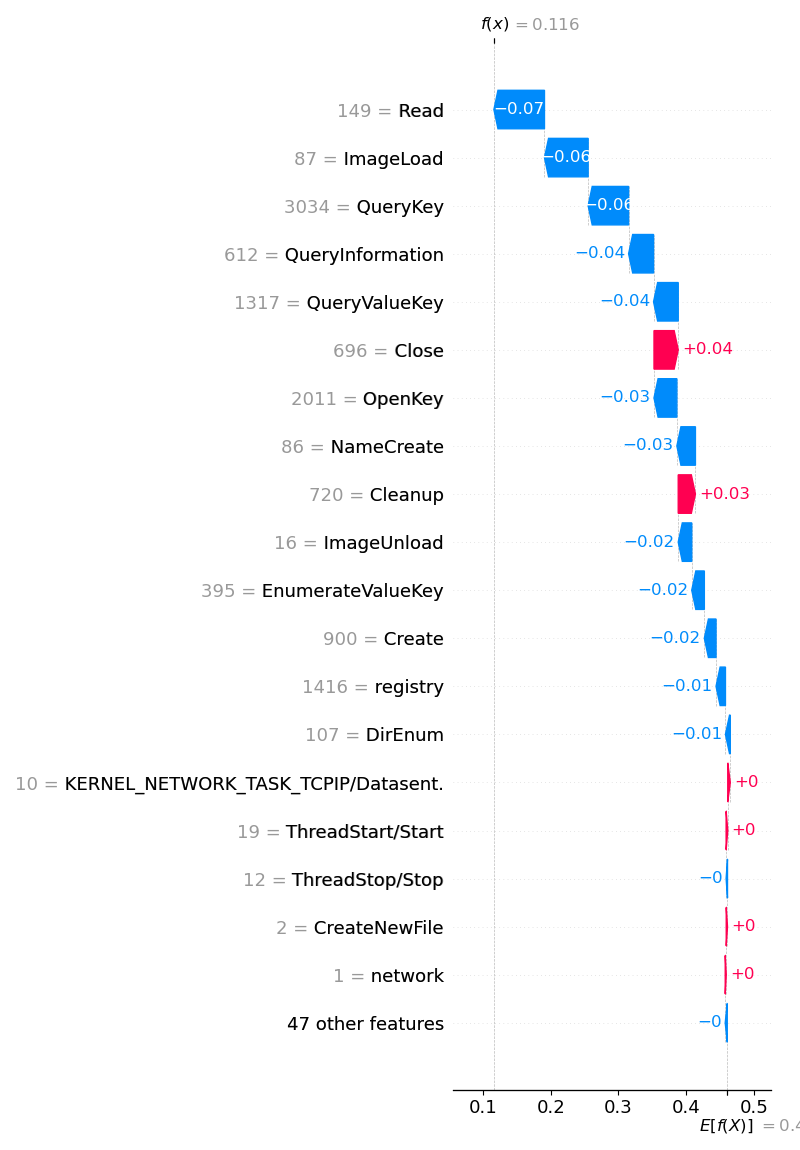 f(x) = 0.116
149 = Read −0.07
87 = ImageLoad −0.06
3034 = QueryKey −0.06
612 = QueryInformation −0.04
1317 = QueryValueKey −0.04
696 = Close +0.04
2011 = OpenKey −0.03
86 = NameCreate −0.03
720 = Cleanup +0.03
16 = ImageUnload −0.02
395 = EnumerateValueKey −0.02
900 = Create −0.02
1416 = registry −0.01
107 = DirEnum −0.01
10 = KERNEL_NETWORK_TASK_TCPIP/Datasent. +0
19 = ThreadStart/Start +0
12 = ThreadStop/Stop −0
2 = CreateNewFile +0
1 = network +0
47 other features −0
0.1 0.2 0.3 0.4 0.5
E[f(X)] = 0.4